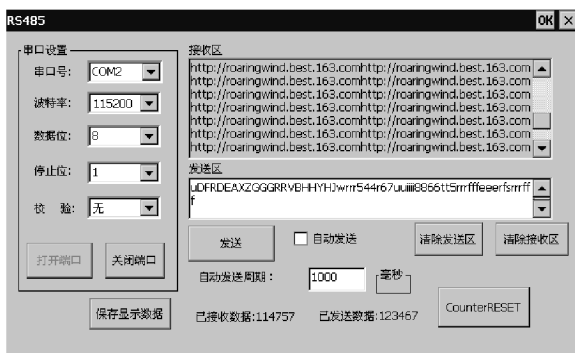 RS485 OK ×
串口设置
串口号: COM2
波特率: 115200
数据位: 8
停止位: 1
校 验: 无
打开端口 关闭端口
保存显示数据
接收区
http://roaringwind.best.163.comhttp://roaringwind.best.163.com
http://roaringwind.best.163.comhttp://roaringwind.best.163.com
http://roaringwind.best.163.comhttp://roaringwind.best.163.com
http://roaringwind.best.163.comhttp://roaringwind.best.163.com
http://roaringwind.best.163.comhttp://roaringwind.best.163.com
http://roaringwind.best.163.comhttp://roaringwind.best.163.com
http://roaringwind.best.163.comhttp://roaringwind.best.163.com
发送区
f
发送 自动发送 清除发送区 清除接收区
自动发送周期: 1000 毫秒
已接收数据:114757 已发送数据:123467
CounterRESET